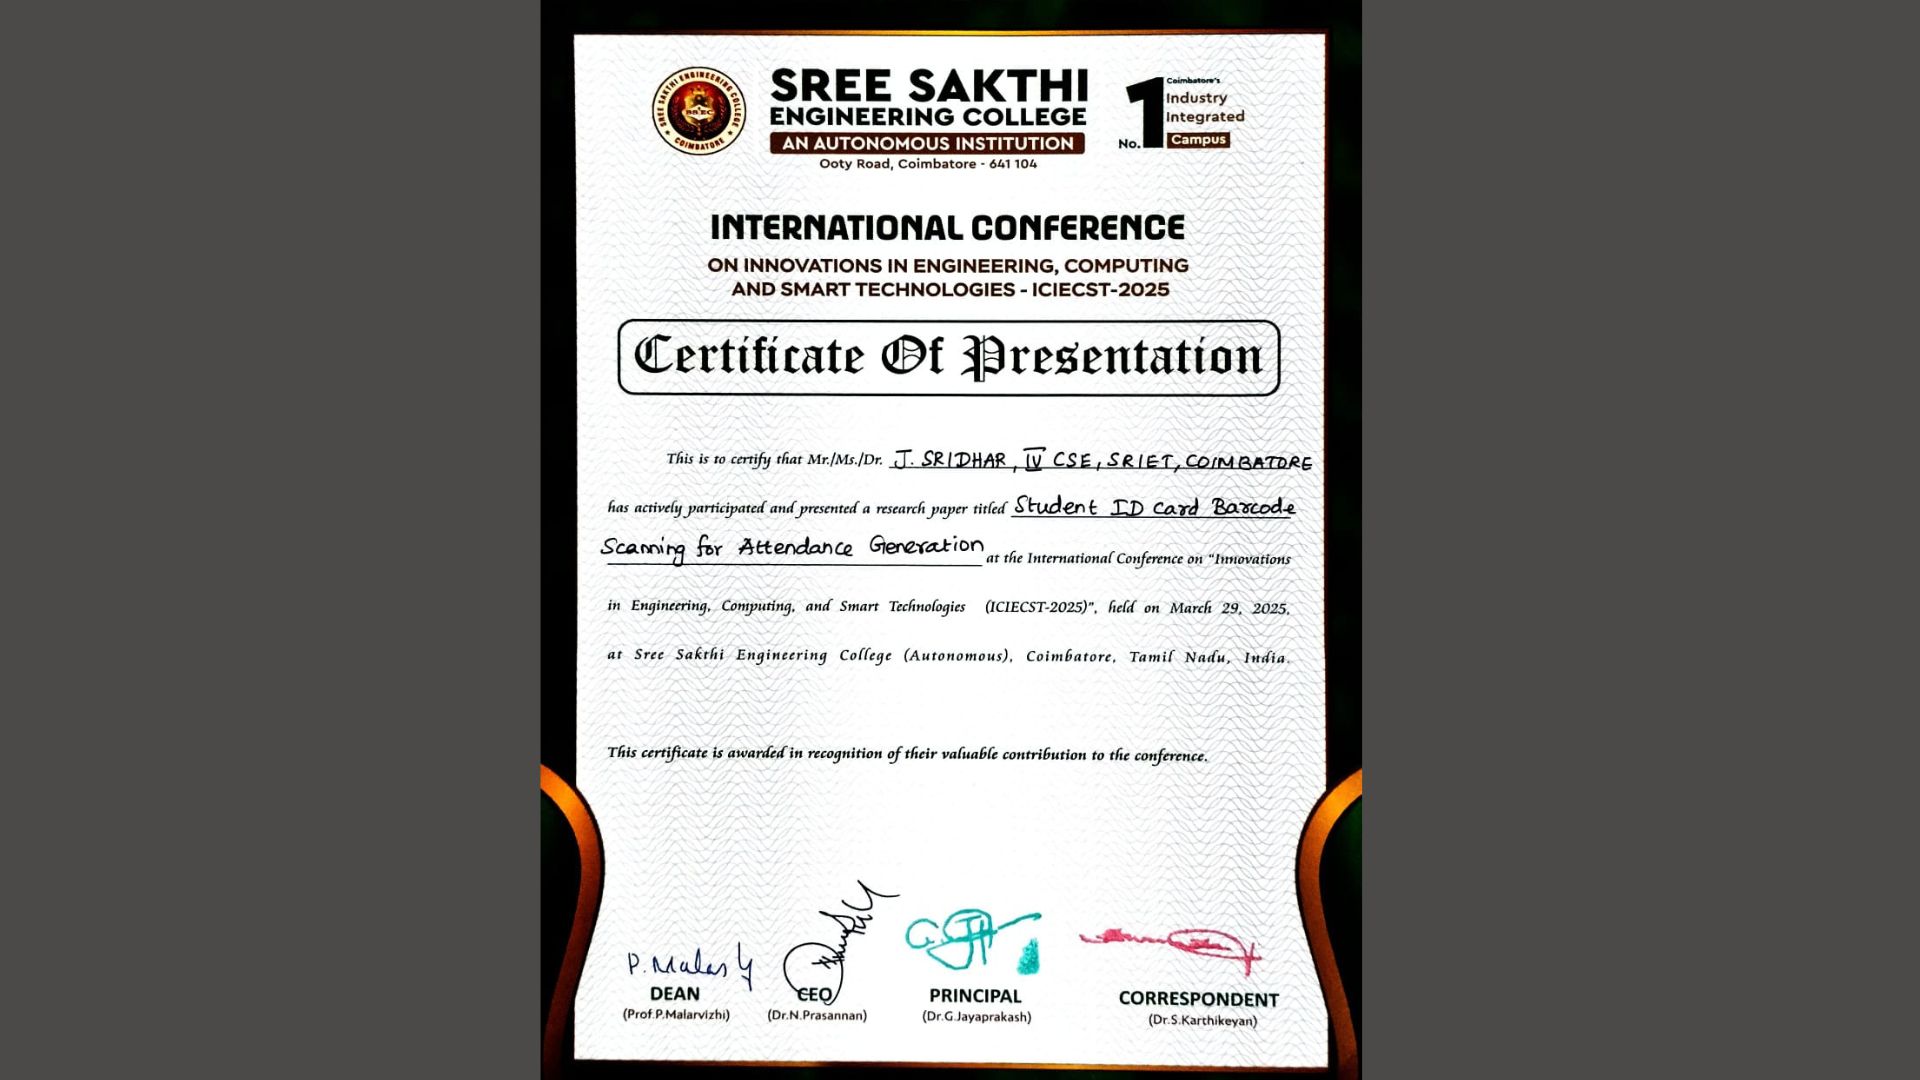 SREE SAKTHI ENGINEERING COLLEGE
COIMBATORE
SSEC
SREE SAKTHI
ENGINEERING COLLEGE
AN AUTONOMOUS INSTITUTION
Ooty Road, Coimbatore - 641 104
Coimbatore's
No.1 Industry
Integrated
Campus
INTERNATIONAL CONFERENCE
ON INNOVATIONS IN ENGINEERING, COMPUTING
AND SMART TECHNOLOGIES - ICIECST-2025
Certificate Of Presentation
This is to certify that Mr./Ms./Dr. J. SRIDHAR, IV CSE, SRIET, COIMBATORE
has actively participated and presented a research paper titled Student ID Card Barcode
Scanning for Attendance Generation at the International Conference on "Innovations
in Engineering, Computing, and Smart Technologies (ICIECST-2025)", held on March 29, 2025,
at Sree Sakthi Engineering College (Autonomous), Coimbatore, Tamil Nadu, India.
This certificate is awarded in recognition of their valuable contribution to the conference.
DEAN
(Prof.P.Malarvizhi)
CEO
(Dr.N.Prasannan)
PRINCIPAL
(Dr.G.Jayaprakash)
CORRESPONDENT
(Dr.S.Karthikeyan)